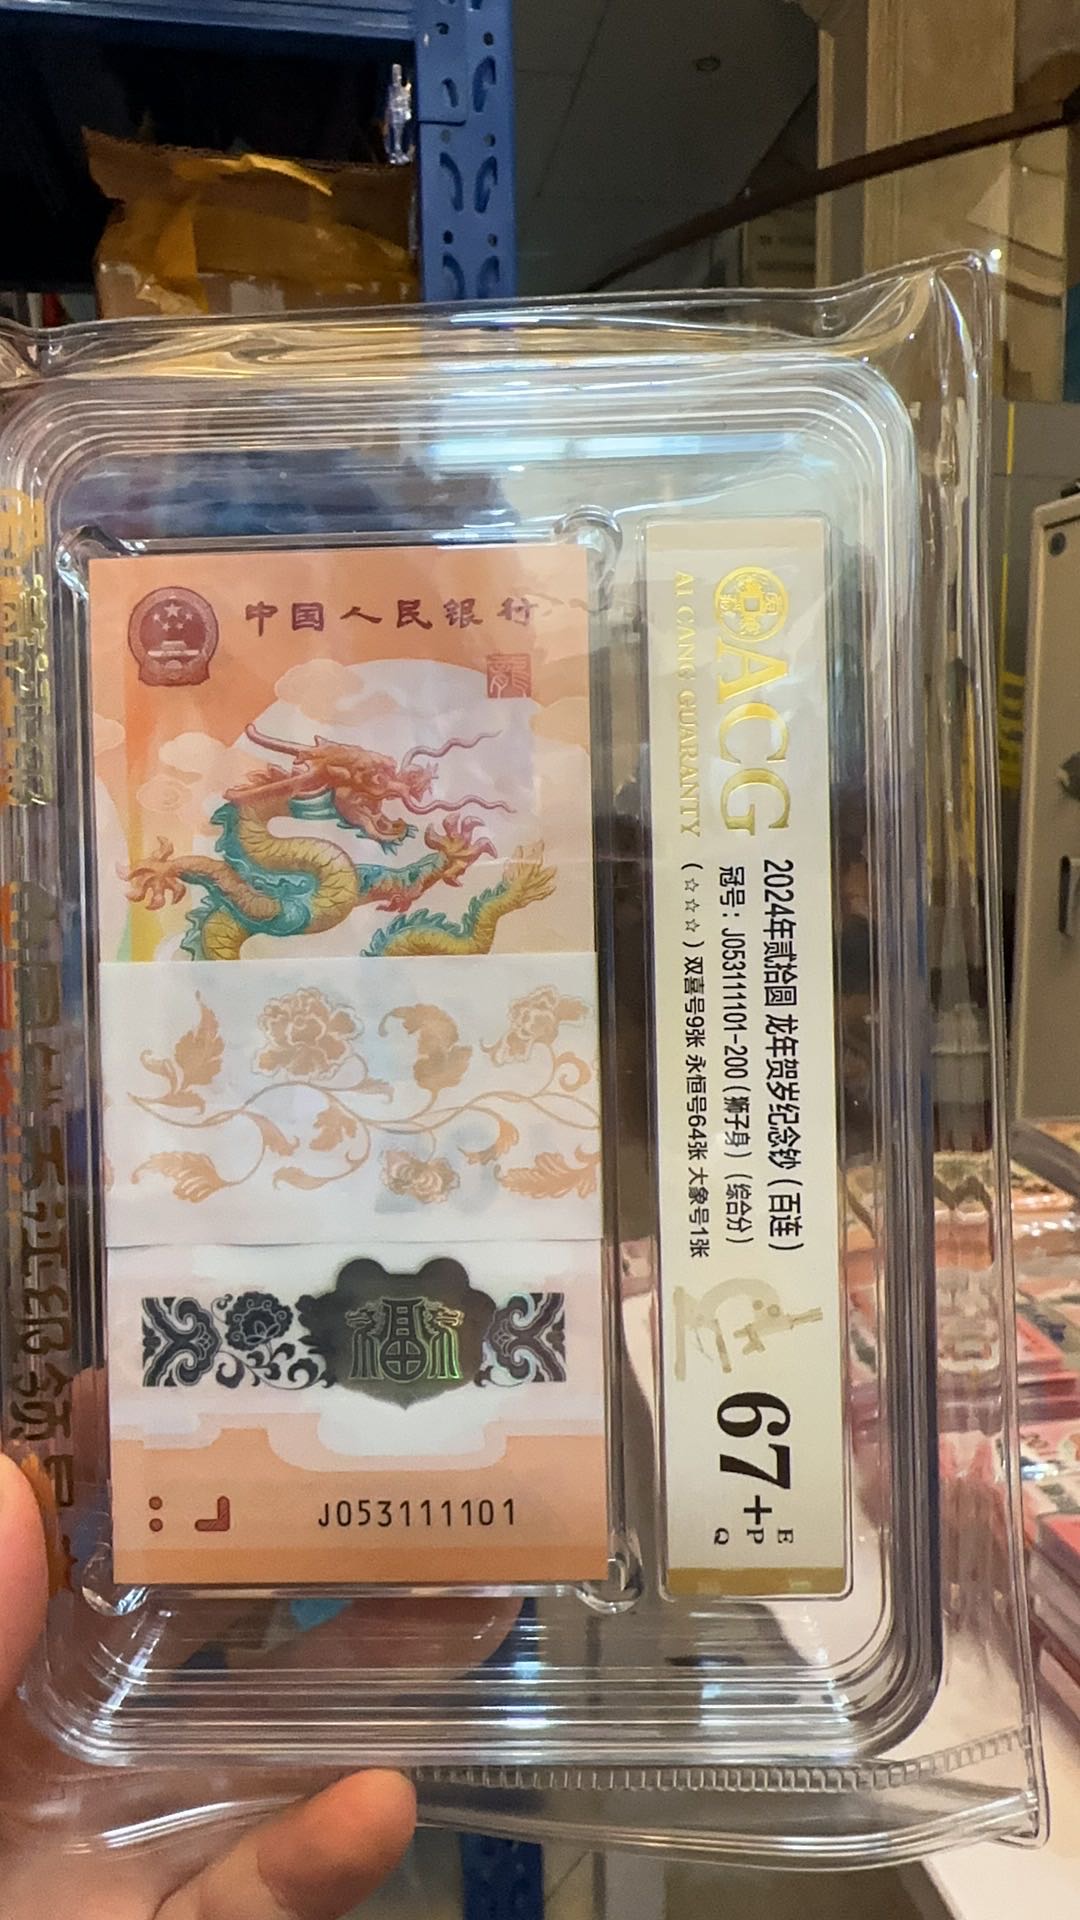 中国人民银行
龍
福
J053111101
ACG
AI CANG GUARANTY
2024年贰拾圆 龙年贺岁纪念钞(百连)
冠号:J053111101-200(狮子身)(综合分)
(☆☆☆)双喜号9张 永恒号64张 大象号1张
67+
E
P
Q